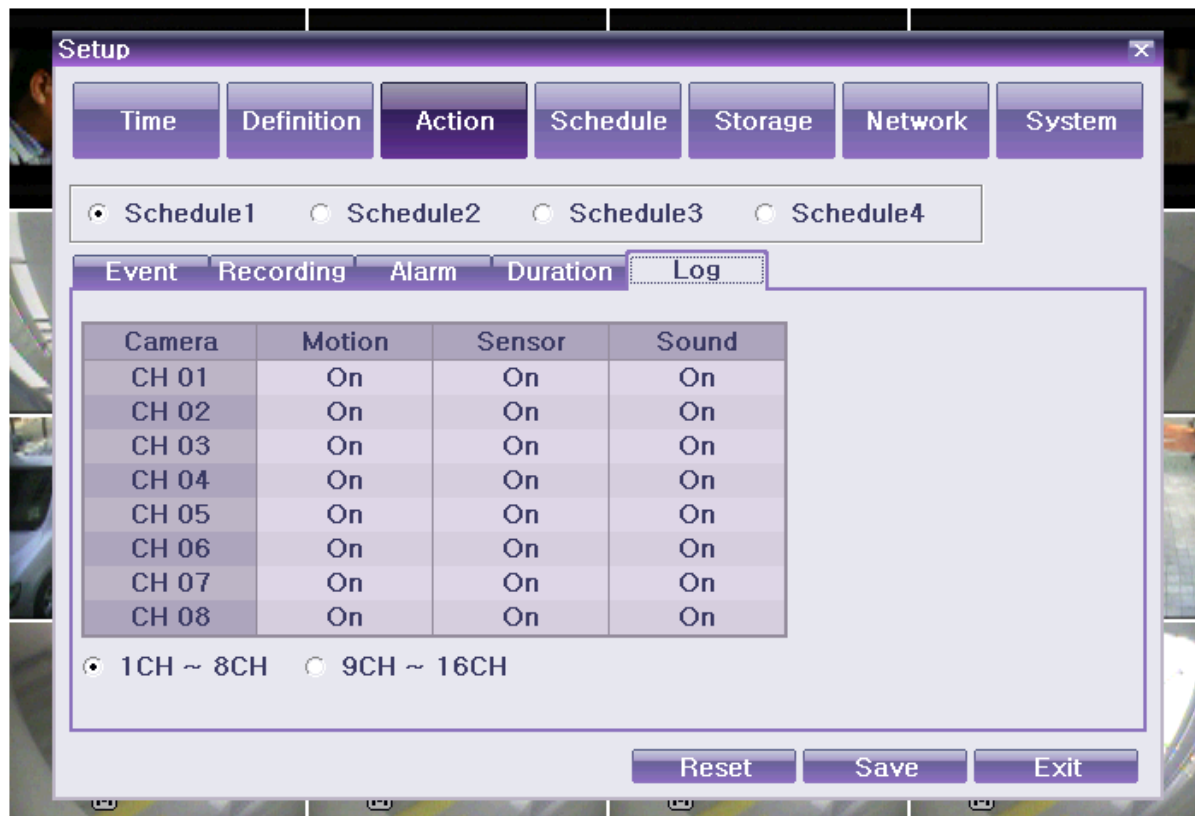 Setup
Time Definition Action Schedule Storage Network System
Schedule1 Schedule2 Schedule3 Schedule4
Event Recording Alarm Duration Log
Camera Motion Sensor Sound
CH 01 On On On
CH 02 On On On
CH 03 On On On
CH 04 On On On
CH 05 On On On
CH 06 On On On
CH 07 On On On
CH 08 On On On
1CH ~ 8CH 9CH ~ 16CH
Reset Save Exit